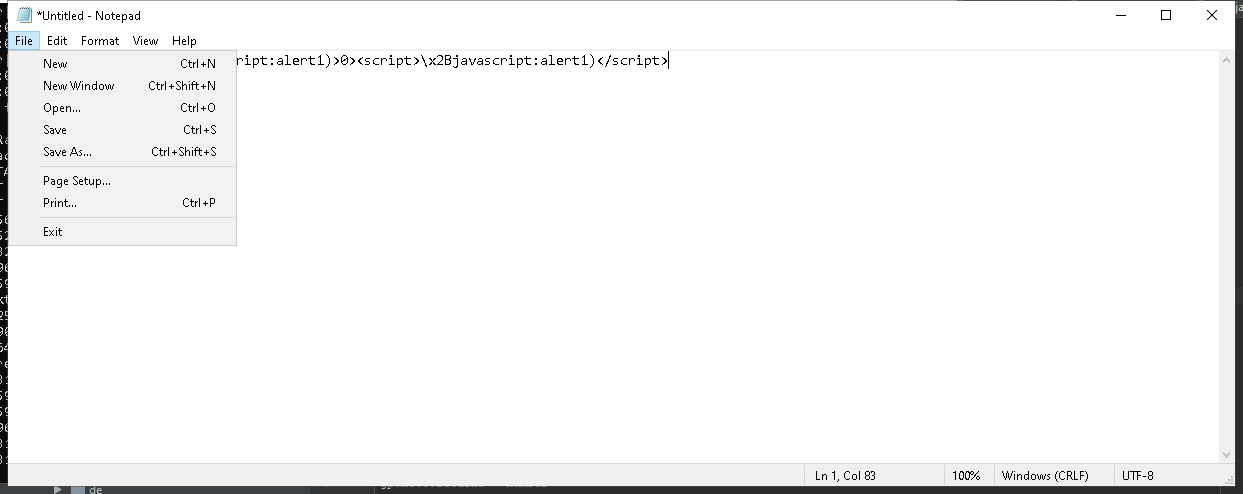 *Untitled - Notepad
File Edit Format View Help
ript:alert1)>0><script>\x2Bjavascript:alert1)</script>
New Ctrl+N
New Window Ctrl+Shift+N
Open... Ctrl+O
Save Ctrl+S
Save As... Ctrl+Shift+S
Page Setup...
Print... Ctrl+P
Exit
Ln 1, Col 83 100% Windows (CRLF) UTF-8
de